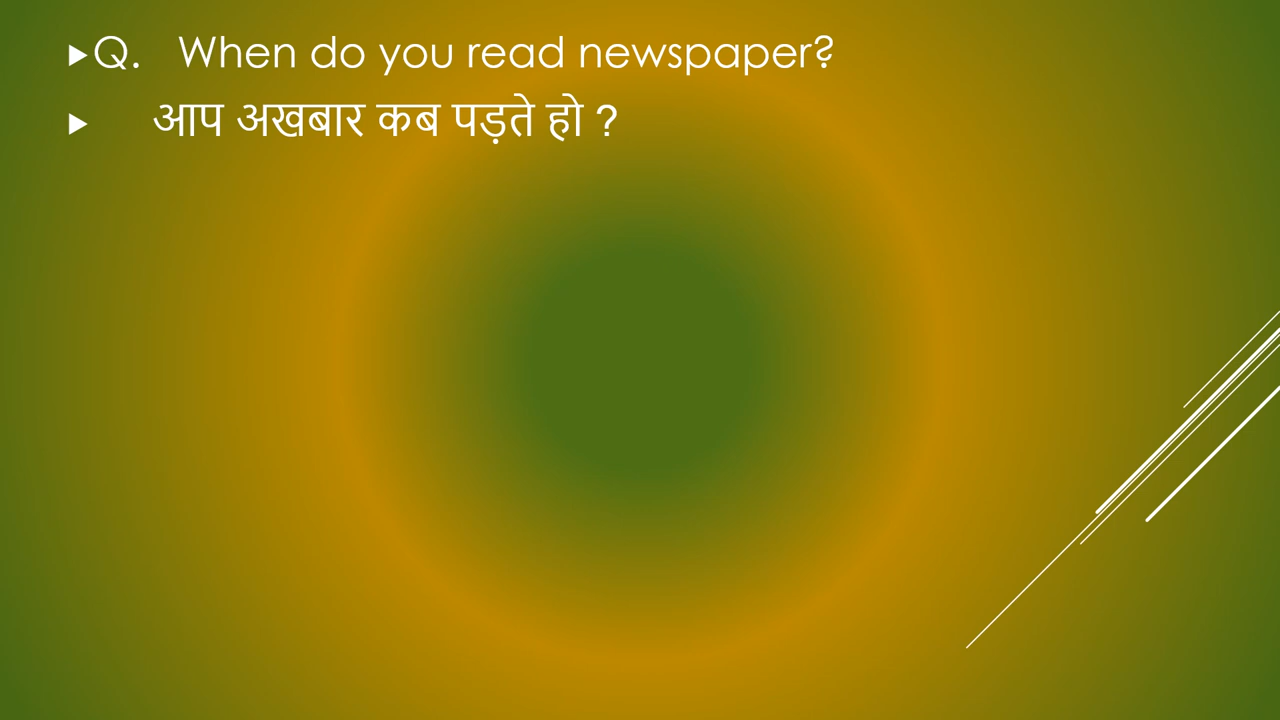 Q. When do you read newspaper?
आप अखबार कब पड़ते हो ?